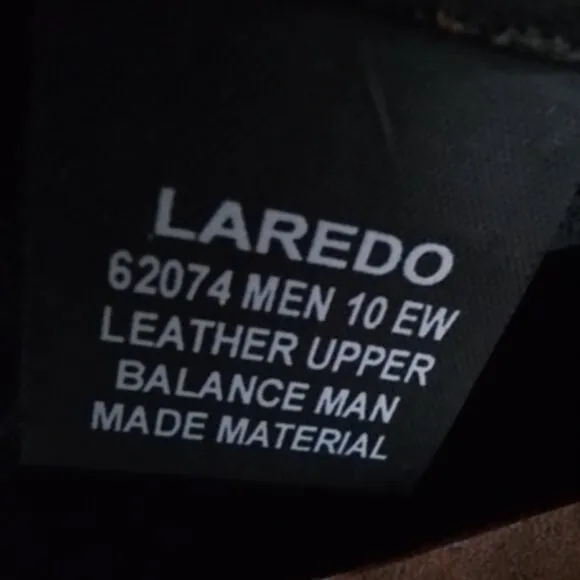 LAREDO
62074 MEN 10 EW
LEATHER UPPER
BALANCE MAN
MADE MATERIAL